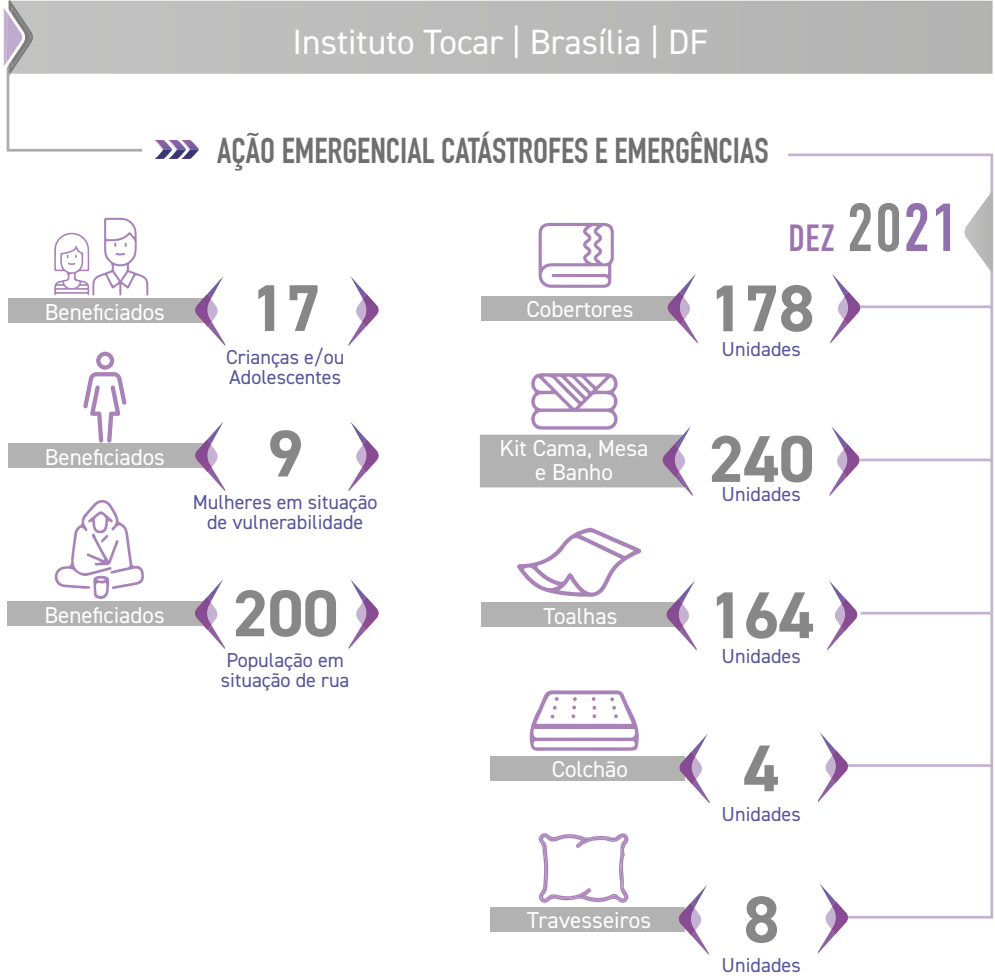 Instituto Tocar | Brasília | DF
AÇÃO EMERGENCIAL CATÁSTROFES E EMERGÊNCIAS
DEZ 2021
Beneficiados
17
Crianças e/ou
Adolescentes
Beneficiados
9
Mulheres em situação
de vulnerabilidade
Beneficiados
200
População em
situação de rua
Cobertores
178
Unidades
Kit Cama, Mesa
e Banho
240
Unidades
Toalhas
164
Unidades
Colchão
4
Unidades
Travesseiros
8
Unidades